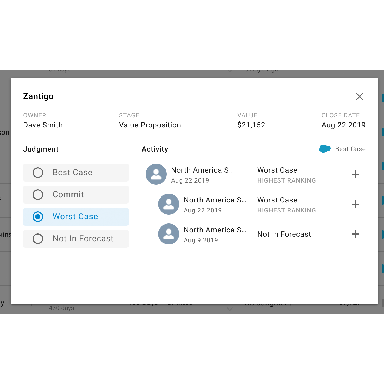 Zantigo
OWNER
Dave Smith
STAGE
Value Proposition
VALUE
$21,152
CLOSE DATE
Aug 22 2019
Judgment
Best Case
Commit
Worst Case
Not In Forecast
Activity
North America S
Aug 22 2019
Worst Case
HIGHEST RANKING
North America S...
Aug 22 2019
Worst Case
HIGHEST RANKING
North America S...
Aug 9 2019
Not In Forecast